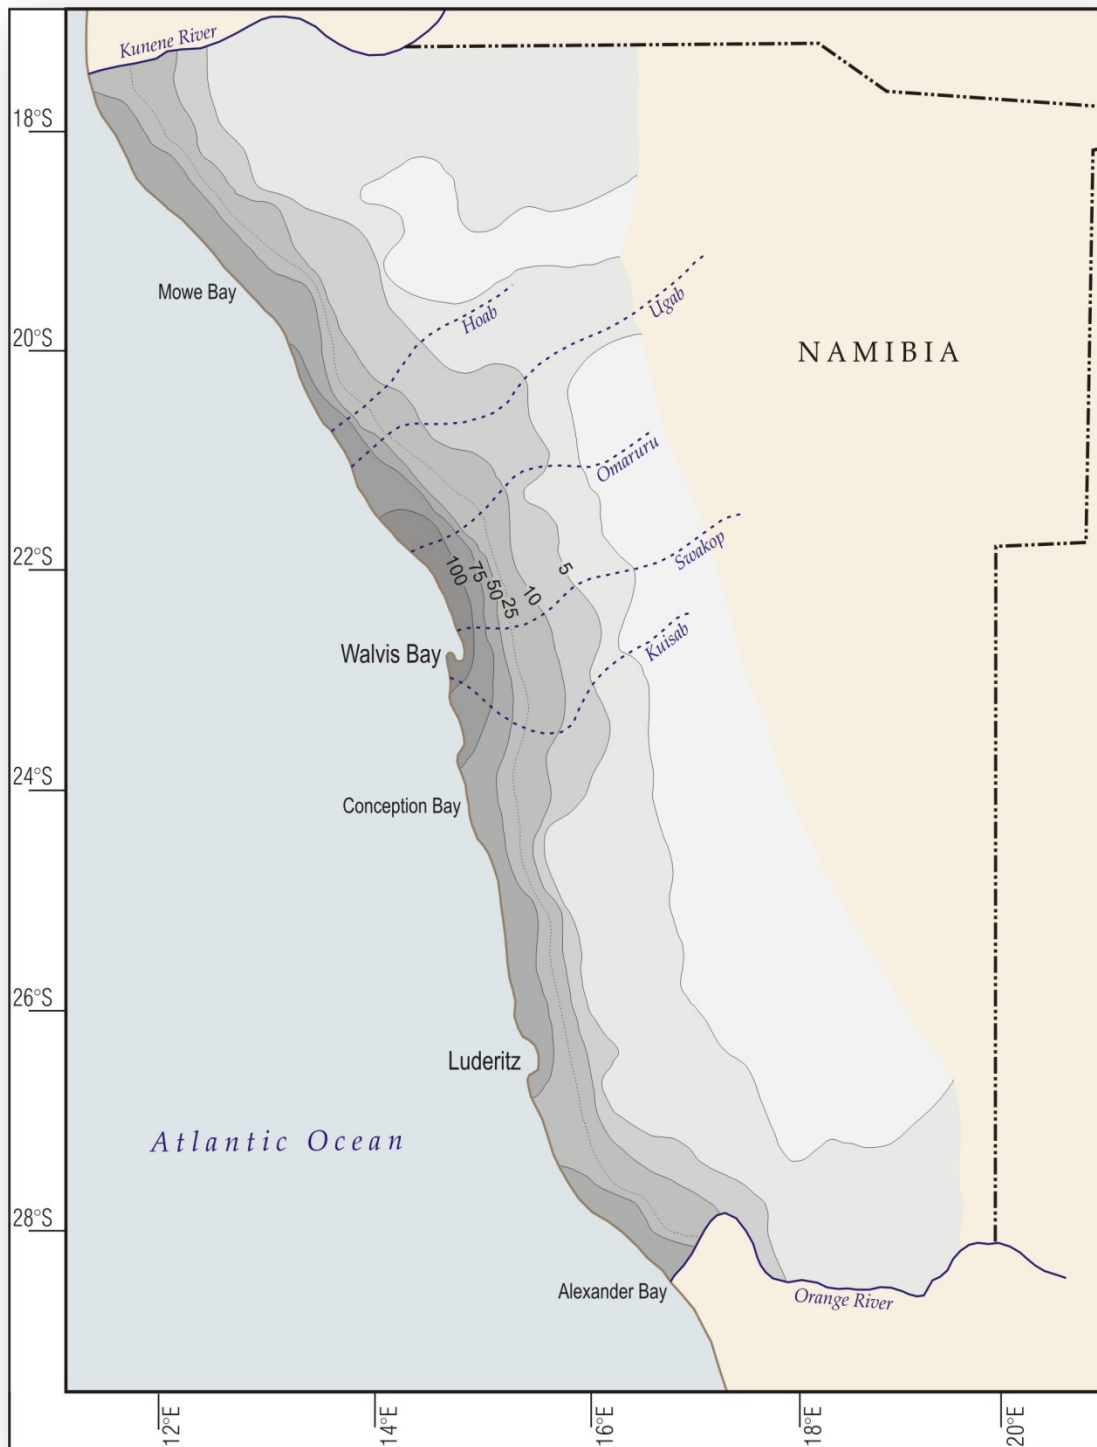 Kunene River
18°S
Mowe Bay
Hoab
Ugab
20°S
NAMIBIA
Omaruru
22°S
Swakop
100
75
50
25
10
5
Kuisab
Walvis Bay
24°S
Conception Bay
26°S
Luderitz
Atlantic Ocean
28°S
Alexander Bay
Orange River
12°E
14°E
16°E
18°E
20°E